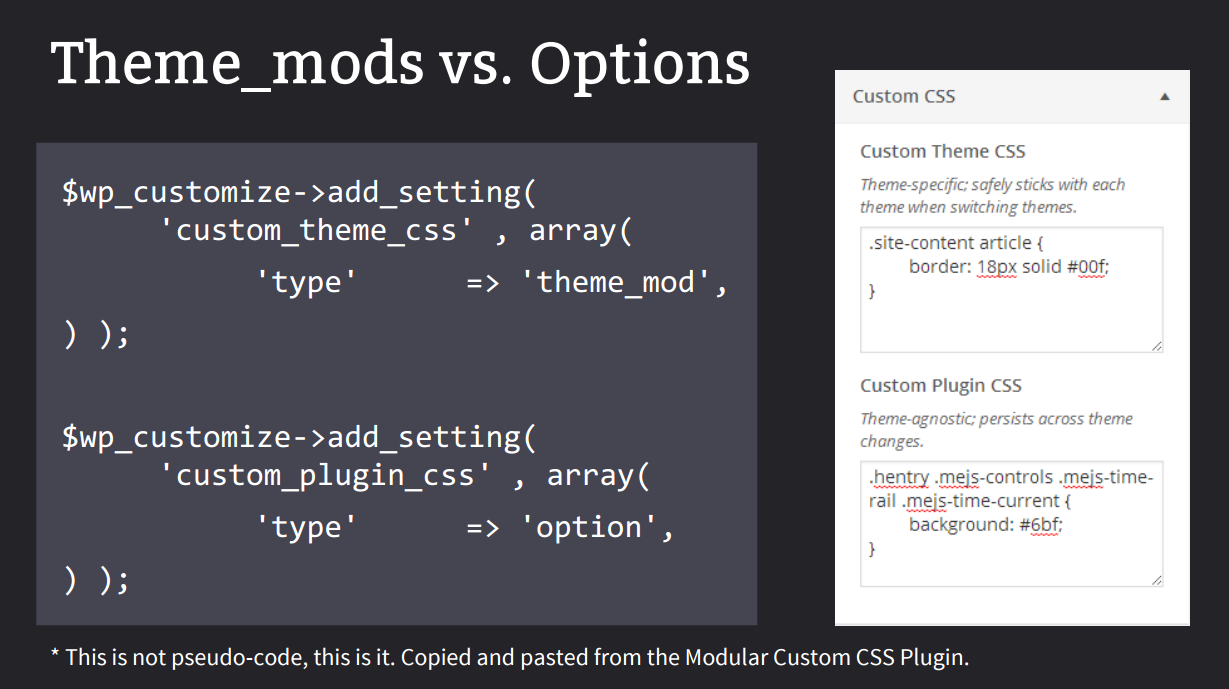 Theme_mods vs. Options
$wp_customize->add_setting(
'custom_theme_css' , array(
'type' => 'theme_mod',
) );
$wp_customize->add_setting(
'custom_plugin_css' , array(
'type' => 'option',
) );
* This is not pseudo-code, this is it. Copied and pasted from the Modular Custom CSS Plugin.
Custom CSS
Custom Theme CSS
Theme-specific; safely sticks with each
theme when switching themes.
.site-content article {
border: 18px solid #00f;
}
Custom Plugin CSS
Theme-agnostic; persists across theme
changes.
.hentry .mejs-controls .mejs-time-
rail .mejs-time-current {
background: #6bf;
}